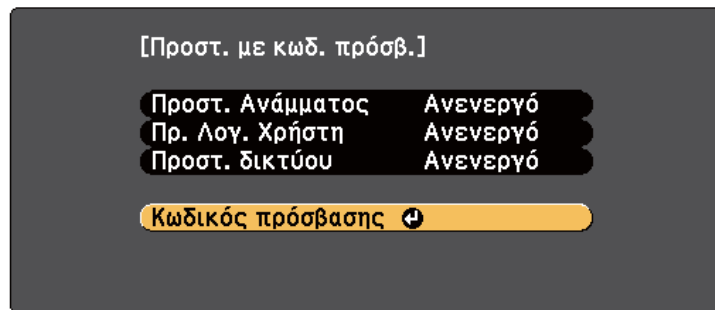 [Προστ. με κωδ. πρόσβ.]
Προστ. Ανάμματος Ανενεργό
Πρ. Λογ. Χρήστη Ανενεργό
Προστ. δικτύου Ανενεργό
Κωδικός πρόσβασης